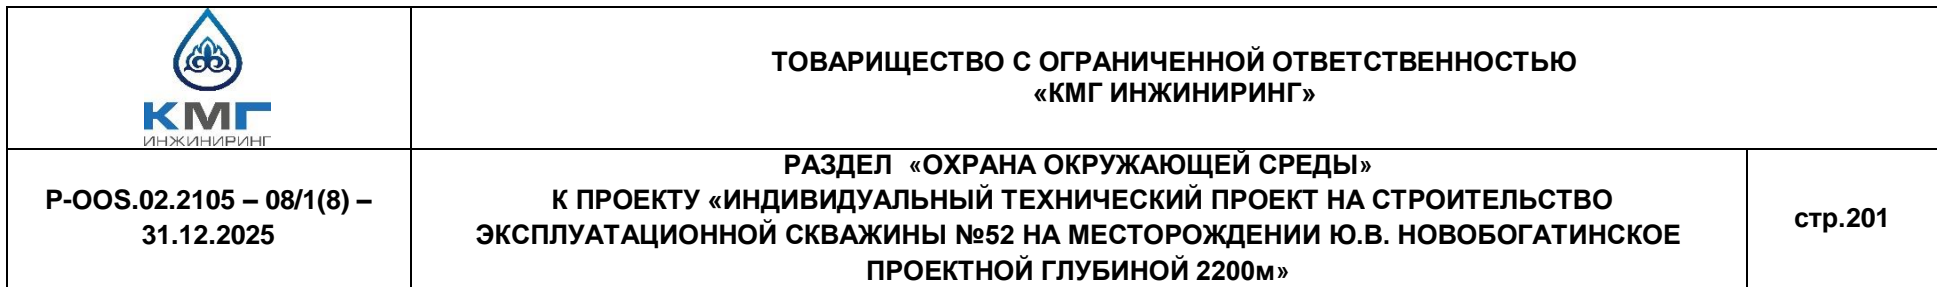 КМГ
ИНЖИНИРИНГ
ТОВАРИЩЕСТВО С ОГРАНИЧЕННОЙ ОТВЕТСТВЕННОСТЬЮ
«КМГ ИНЖИНИРИНГ»
P-OOS.02.2105 – 08/1(8) –
31.12.2025
РАЗДЕЛ «ОХРАНА ОКРУЖАЮЩЕЙ СРЕДЫ»
К ПРОЕКТУ «ИНДИВИДУАЛЬНЫЙ ТЕХНИЧЕСКИЙ ПРОЕКТ НА СТРОИТЕЛЬСТВО
ЭКСПЛУАТАЦИОННОЙ СКВАЖИНЫ №52 НА МЕСТОРОЖДЕНИИ Ю.В. НОВОБОГАТИНСКОЕ
ПРОЕКТНОЙ ГЛУБИНОЙ 2200м»
стр.201